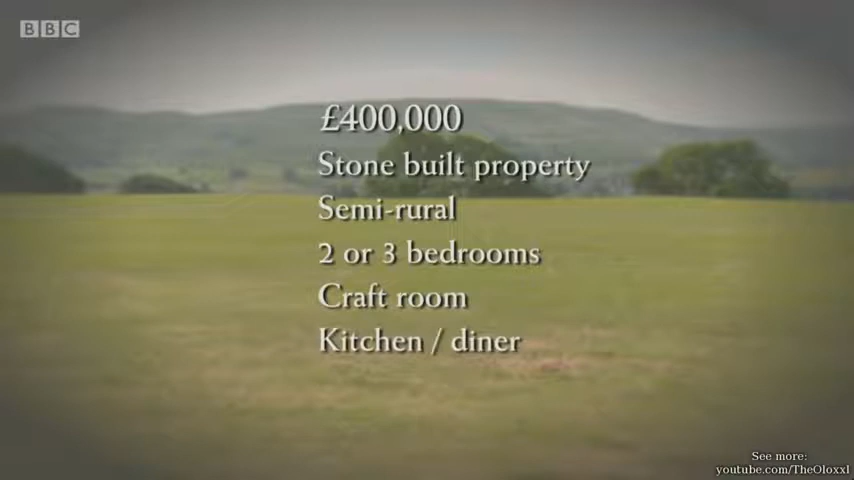 BBC
£400,000
Stone built property
Semi-rural
2 or 3 bedrooms
Craft room
Kitchen / diner
See more:
youtube.com/TheOloxxl